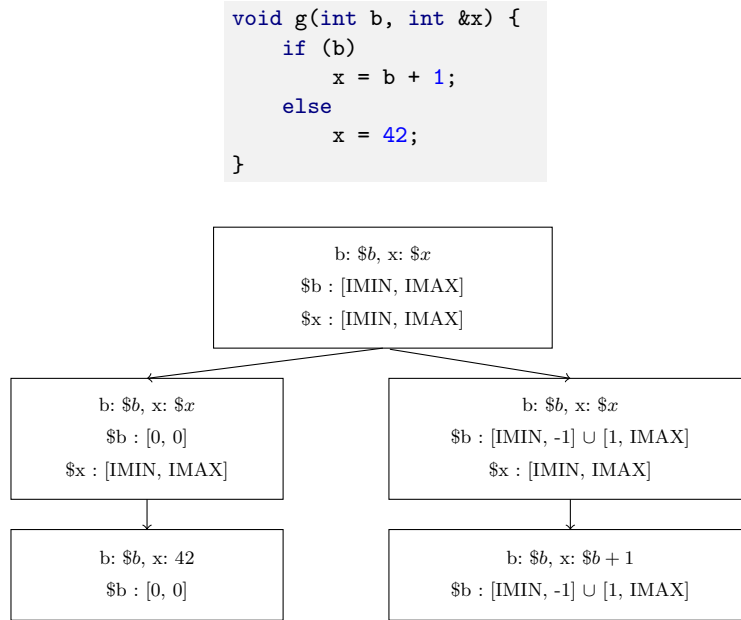 void g(int b, int &x) {
    if (b)
        x = b + 1;
    else
        x = 42;
}
b: $b, x: $x
$b : [IMIN, IMAX]
$x : [IMIN, IMAX]
b: $b, x: $x
$b : [0, 0]
$x : [IMIN, IMAX]
b: $b, x: $x
$b : [IMIN, -1] ∪ [1, IMAX]
$x : [IMIN, IMAX]
b: $b, x: 42
$b : [0, 0]
b: $b, x: $b + 1
$b : [IMIN, -1] ∪ [1, IMAX]